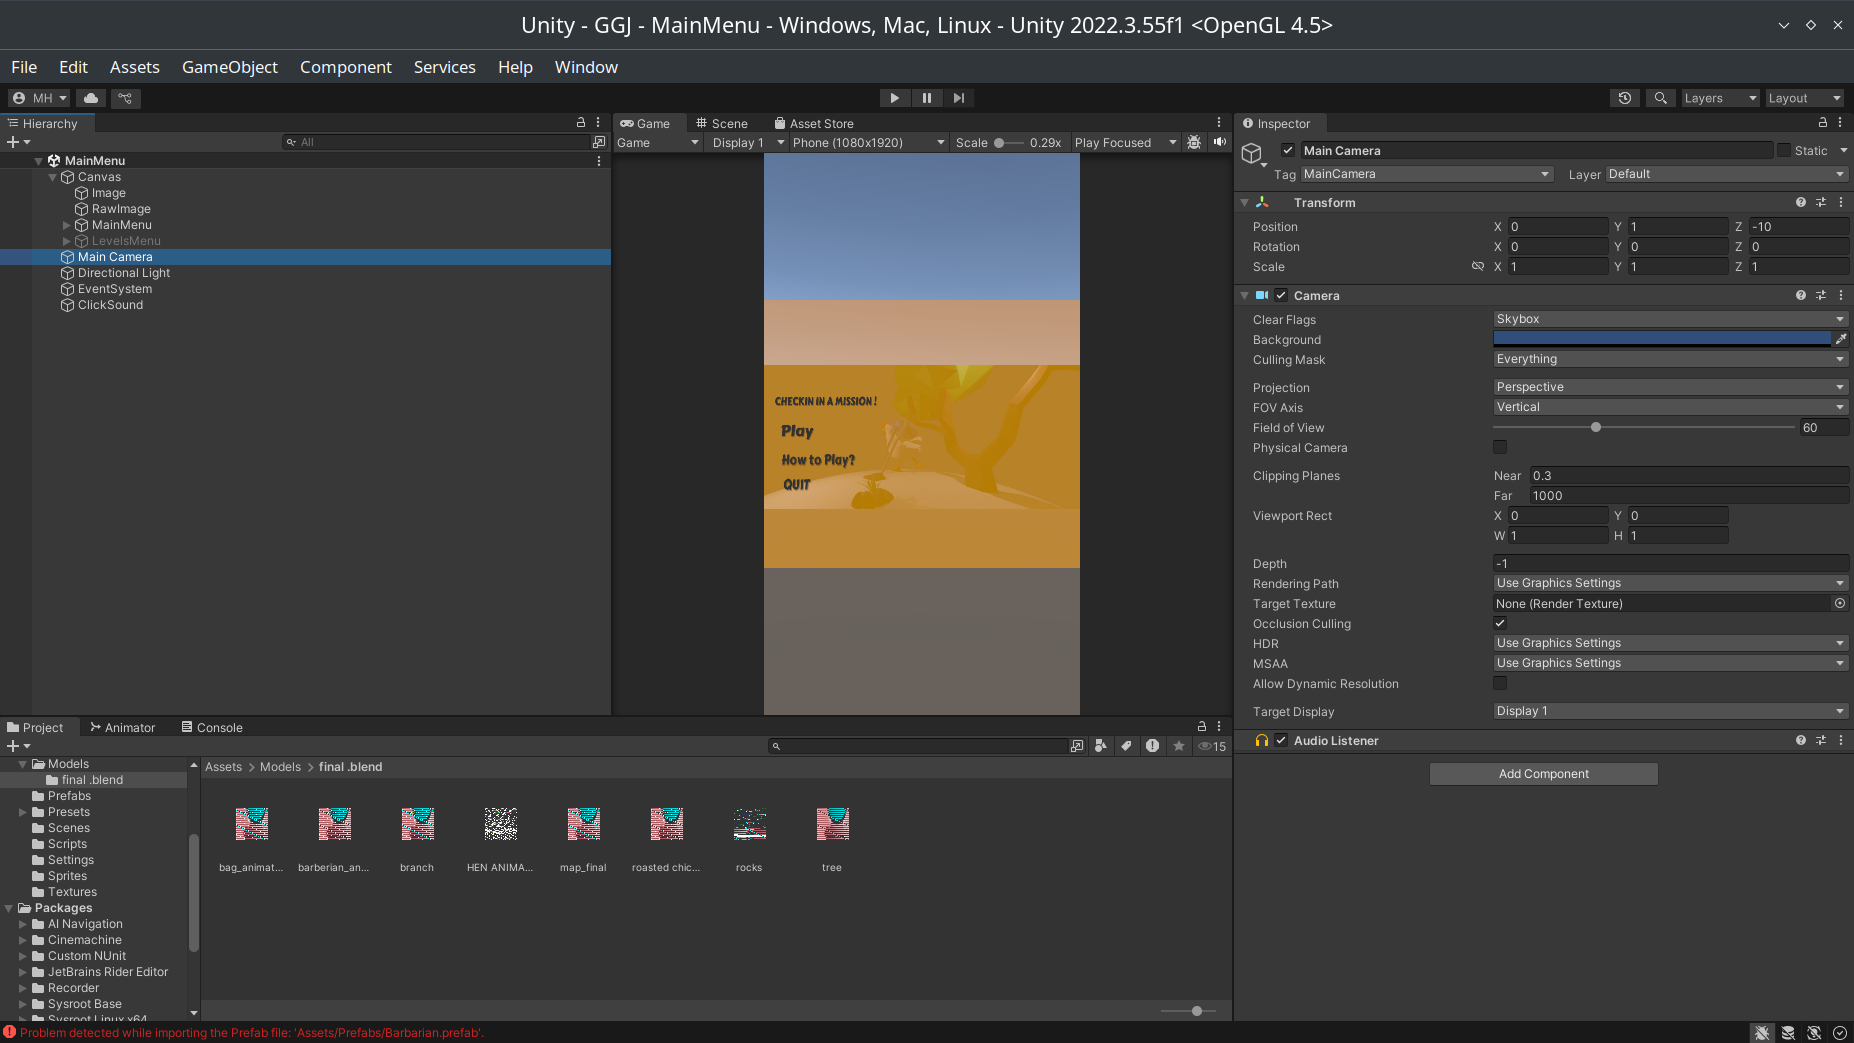 Unity - GGJ - MainMenu - Windows, Mac, Linux - Unity 2022.3.55f1 <OpenGL 4.5>
File Edit Assets GameObject Component Services Help Window
MH
Layers
Layout
Hierarchy
All
MainMenu
Canvas
Image
RawImage
MainMenu
LevelsMenu
Main Camera
Directional Light
EventSystem
ClickSound
Game Scene Asset Store
Game Display 1 Phone (1080x1920) Scale 0.29x Play Focused
CHECKIN IN A MISSION !
Play
How to Play?
QUIT
Inspector
Main Camera Static
Tag MainCamera Layer Default
Transform
Position X 0 Y 1 Z -10
Rotation X 0 Y 0 Z 0
Scale X 1 Y 1 Z 1
Camera
Clear Flags Skybox
Background
Culling Mask Everything
Projection Perspective
FOV Axis Vertical
Field of View 60
Physical Camera
Clipping Planes Near 0.3
Far 1000
Viewport Rect X 0 Y 0
W 1 H 1
Depth -1
Rendering Path Use Graphics Settings
Target Texture None (Render Texture)
Occlusion Culling
HDR Use Graphics Settings
MSAA Use Graphics Settings
Allow Dynamic Resolution
Target Display Display 1
Audio Listener
Add Component
Project Animator Console
15
Models
final .blend
Prefabs
Presets
Scenes
Scripts
Settings
Sprites
Textures
Packages
AI Navigation
Cinemachine
Custom NUnit
JetBrains Rider Editor
Recorder
Sysroot Base
Sysroot Linux x64
Assets > Models > final .blend
bag_animat... barberian_an... branch HEN ANIMA... map_final roasted chic... rocks tree
Problem detected while importing the Prefab file: 'Assets/Prefabs/Barbarian.prefab'.